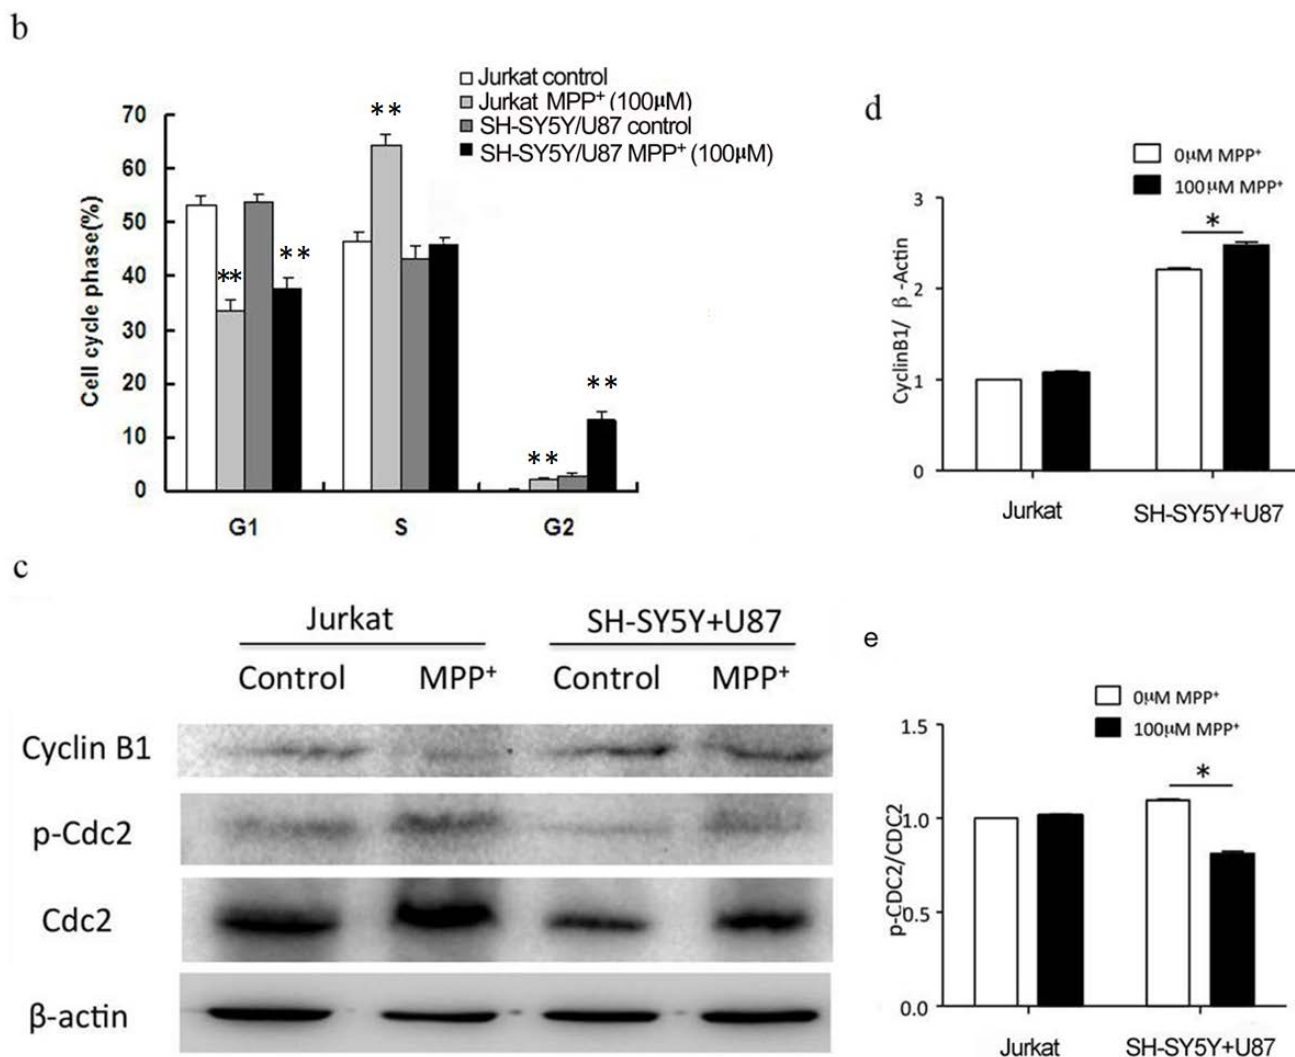 b
Jurkat control
Jurkat MPP⁺ (100μM)
SH-SY5Y/U87 control
SH-SY5Y/U87 MPP⁺ (100μM)
Cell cycle phase(%)
70
60
50
40
30
20
10
0
**
**
**
**
**
G1 S G2
d
0μM MPP⁺
100μM MPP⁺
CyclinB1/ β -Actin
3
2
1
0
*
Jurkat SH-SY5Y+U87
c
Jurkat SH-SY5Y+U87
Control MPP⁺ Control MPP⁺
Cyclin B1
p-Cdc2
Cdc2
β-actin
e
0μM MPP⁺
100μM MPP⁺
p-CDC2/CDC2
1.5
1.0
0.5
0.0
*
Jurkat SH-SY5Y+U87